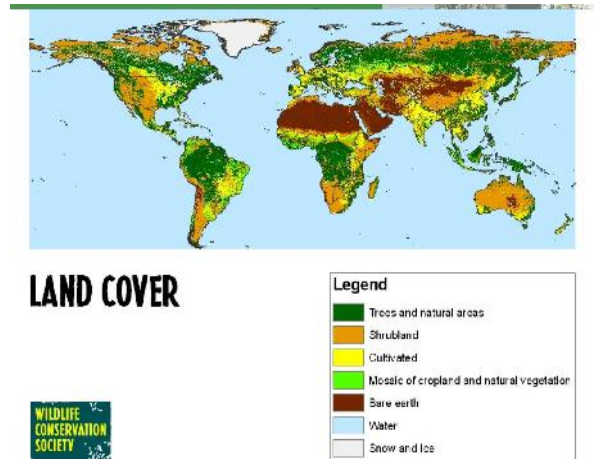 LAND COVER
Legend
Trees and natural areas
Shrubland
Cultivated
Mosaic of cropland and natural vegetation
Bare earth
Water
Snow and Ice
WILDLIFE
CONSERVATION
SOCIETY